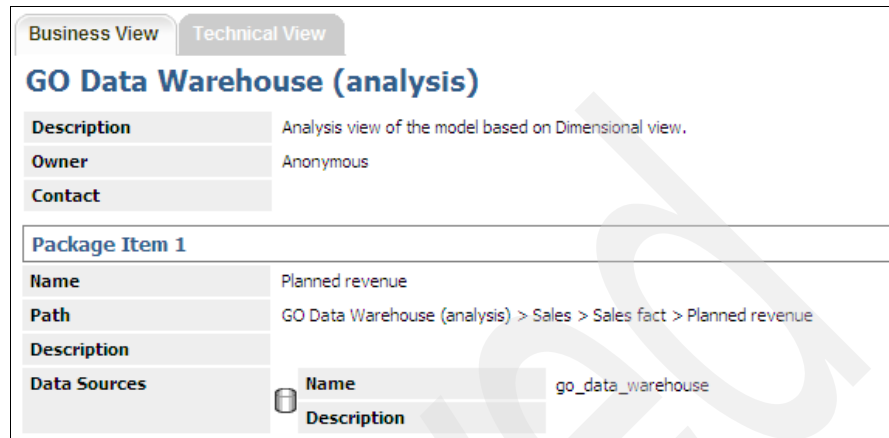 Business View Technical View
GO Data Warehouse (analysis)
Description Analysis view of the model based on Dimensional view.
Owner Anonymous
Contact
Package Item 1
Name Planned revenue
Path GO Data Warehouse (analysis) > Sales > Sales fact > Planned revenue
Description
Data Sources Name go_data_warehouse
Description